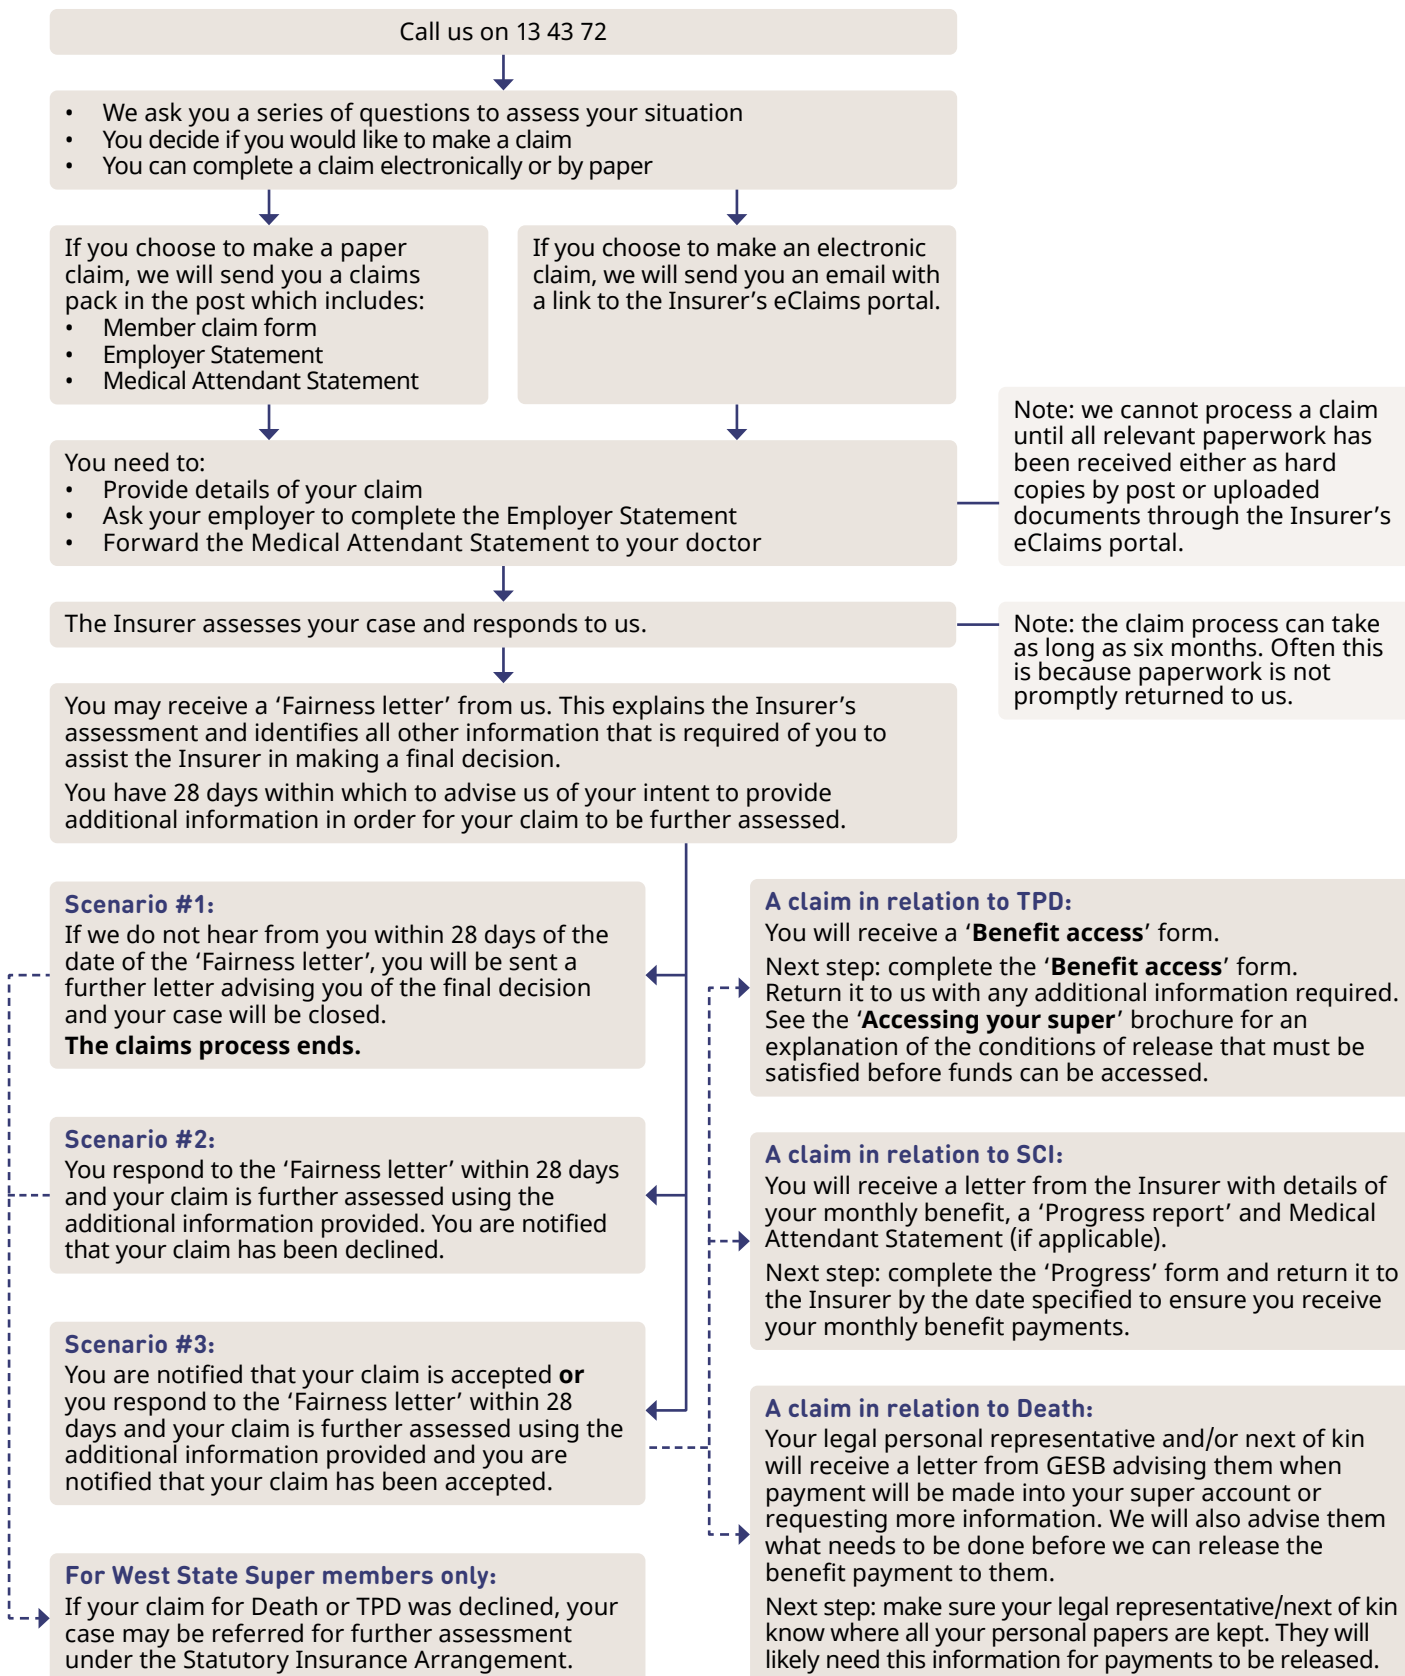 Call us on 13 43 72
• We ask you a series of questions to assess your situation
• You decide if you would like to make a claim
• You can complete a claim electronically or by paper
If you choose to make a paper
claim, we will send you a claims
pack in the post which includes:
• Member claim form
• Employer Statement
• Medical Attendant Statement
If you choose to make an electronic
claim, we will send you an email with
a link to the Insurer’s eClaims portal.
You need to:
• Provide details of your claim
• Ask your employer to complete the Employer Statement
• Forward the Medical Attendant Statement to your doctor
Note: we cannot process a claim
until all relevant paperwork has
been received either as hard
copies by post or uploaded
documents through the Insurer’s
eClaims portal.
The Insurer assesses your case and responds to us.
Note: the claim process can take
as long as six months. Often this
is because paperwork is not
promptly returned to us.
You may receive a ‘Fairness letter’ from us. This explains the Insurer’s
assessment and identifies all other information that is required of you to
assist the Insurer in making a final decision.
You have 28 days within which to advise us of your intent to provide
additional information in order for your claim to be further assessed.
Scenario #1:
If we do not hear from you within 28 days of the
date of the ‘Fairness letter’, you will be sent a
further letter advising you of the final decision
and your case will be closed.
The claims process ends.
Scenario #2:
You respond to the ‘Fairness letter’ within 28 days
and your claim is further assessed using the
additional information provided. You are notified
that your claim has been declined.
Scenario #3:
You are notified that your claim is accepted or
you respond to the ‘Fairness letter’ within 28
days and your claim is further assessed using the
additional information provided and you are
notified that your claim has been accepted.
For West State Super members only:
If your claim for Death or TPD was declined, your
case may be referred for further assessment
under the Statutory Insurance Arrangement.
A claim in relation to TPD:
You will receive a ‘Benefit access’ form.
Next step: complete the ‘Benefit access’ form.
Return it to us with any additional information required.
See the ‘Accessing your super’ brochure for an
explanation of the conditions of release that must be
satisfied before funds can be accessed.
A claim in relation to SCI:
You will receive a letter from the Insurer with details of
your monthly benefit, a ‘Progress report’ and Medical
Attendant Statement (if applicable).
Next step: complete the ‘Progress’ form and return it to
the Insurer by the date specified to ensure you receive
your monthly benefit payments.
A claim in relation to Death:
Your legal personal representative and/or next of kin
will receive a letter from GESB advising them when
payment will be made into your super account or
requesting more information. We will also advise them
what needs to be done before we can release the
benefit payment to them.
Next step: make sure your legal representative/next of kin
know where all your personal papers are kept. They will
likely need this information for payments to be released.